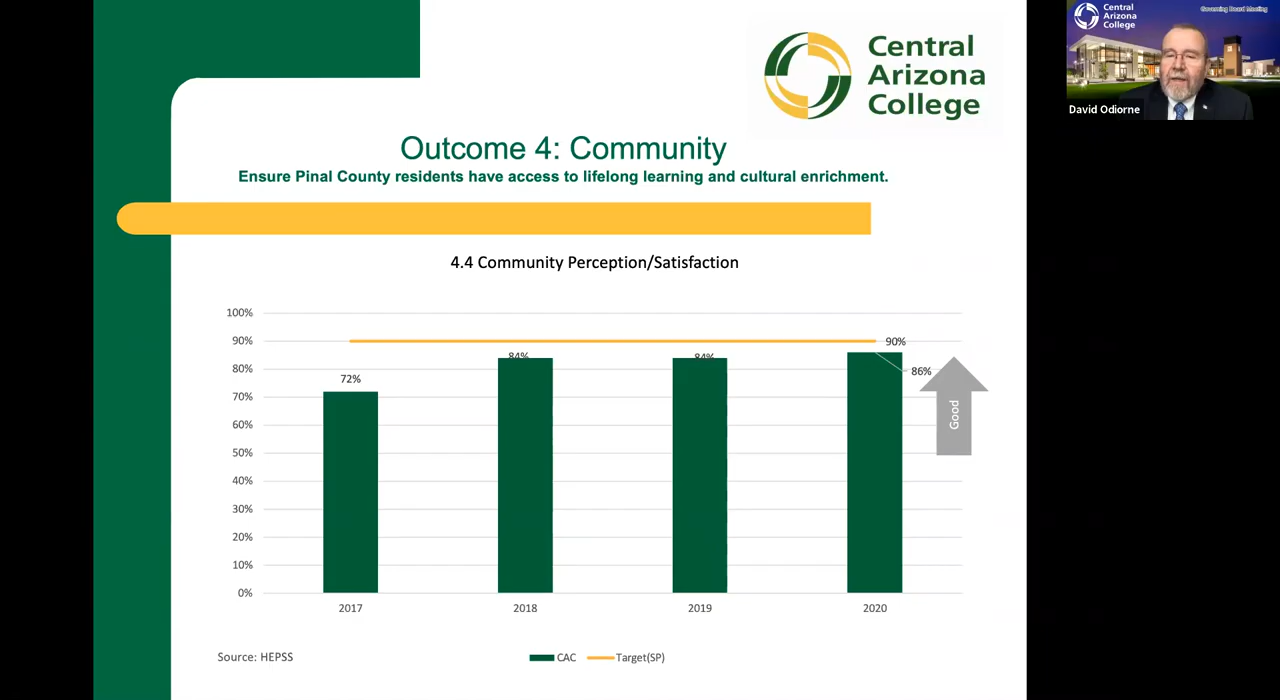 Central
Arizona
College
Outcome 4: Community
Ensure Pinal County residents have access to lifelong learning and cultural enrichment.
4.4 Community Perception/Satisfaction
100%
90%
80%
70%
60%
50%
40%
30%
20%
10%
0%
72%
84%
84%
90%
86%
Good
2017
2018
2019
2020
Source: HEPSS
CAC
Target(SP)
Central
Arizona
College
Governing Board Meeting
David Odiorne